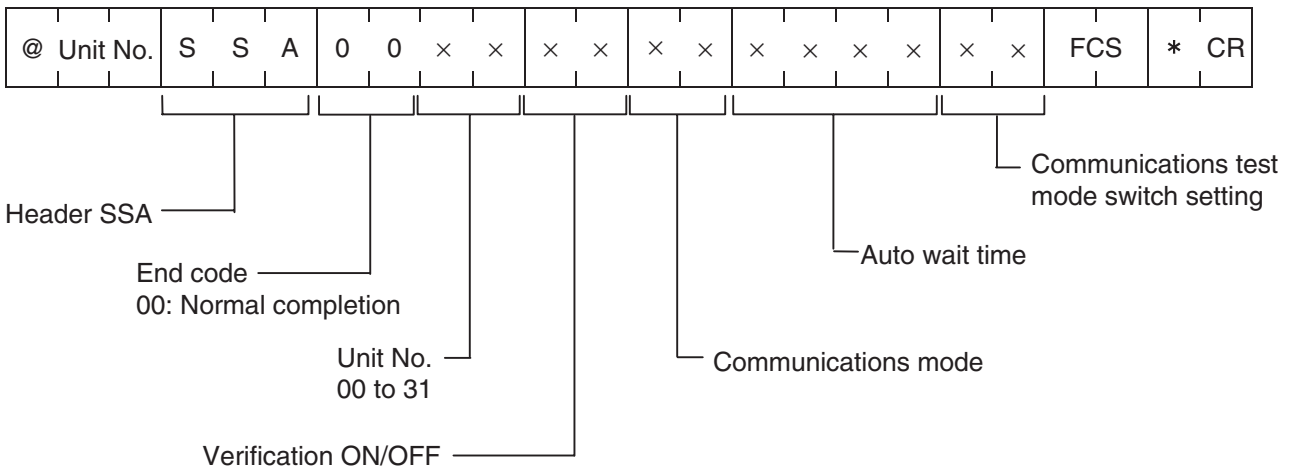 @ Unit No. S S A 0 0 × × × × × × × × × × × × FCS * CR
Communications test
mode switch setting
Header SSA
Auto wait time
End code
00: Normal completion
Unit No.
00 to 31
Communications mode
Verification ON/OFF